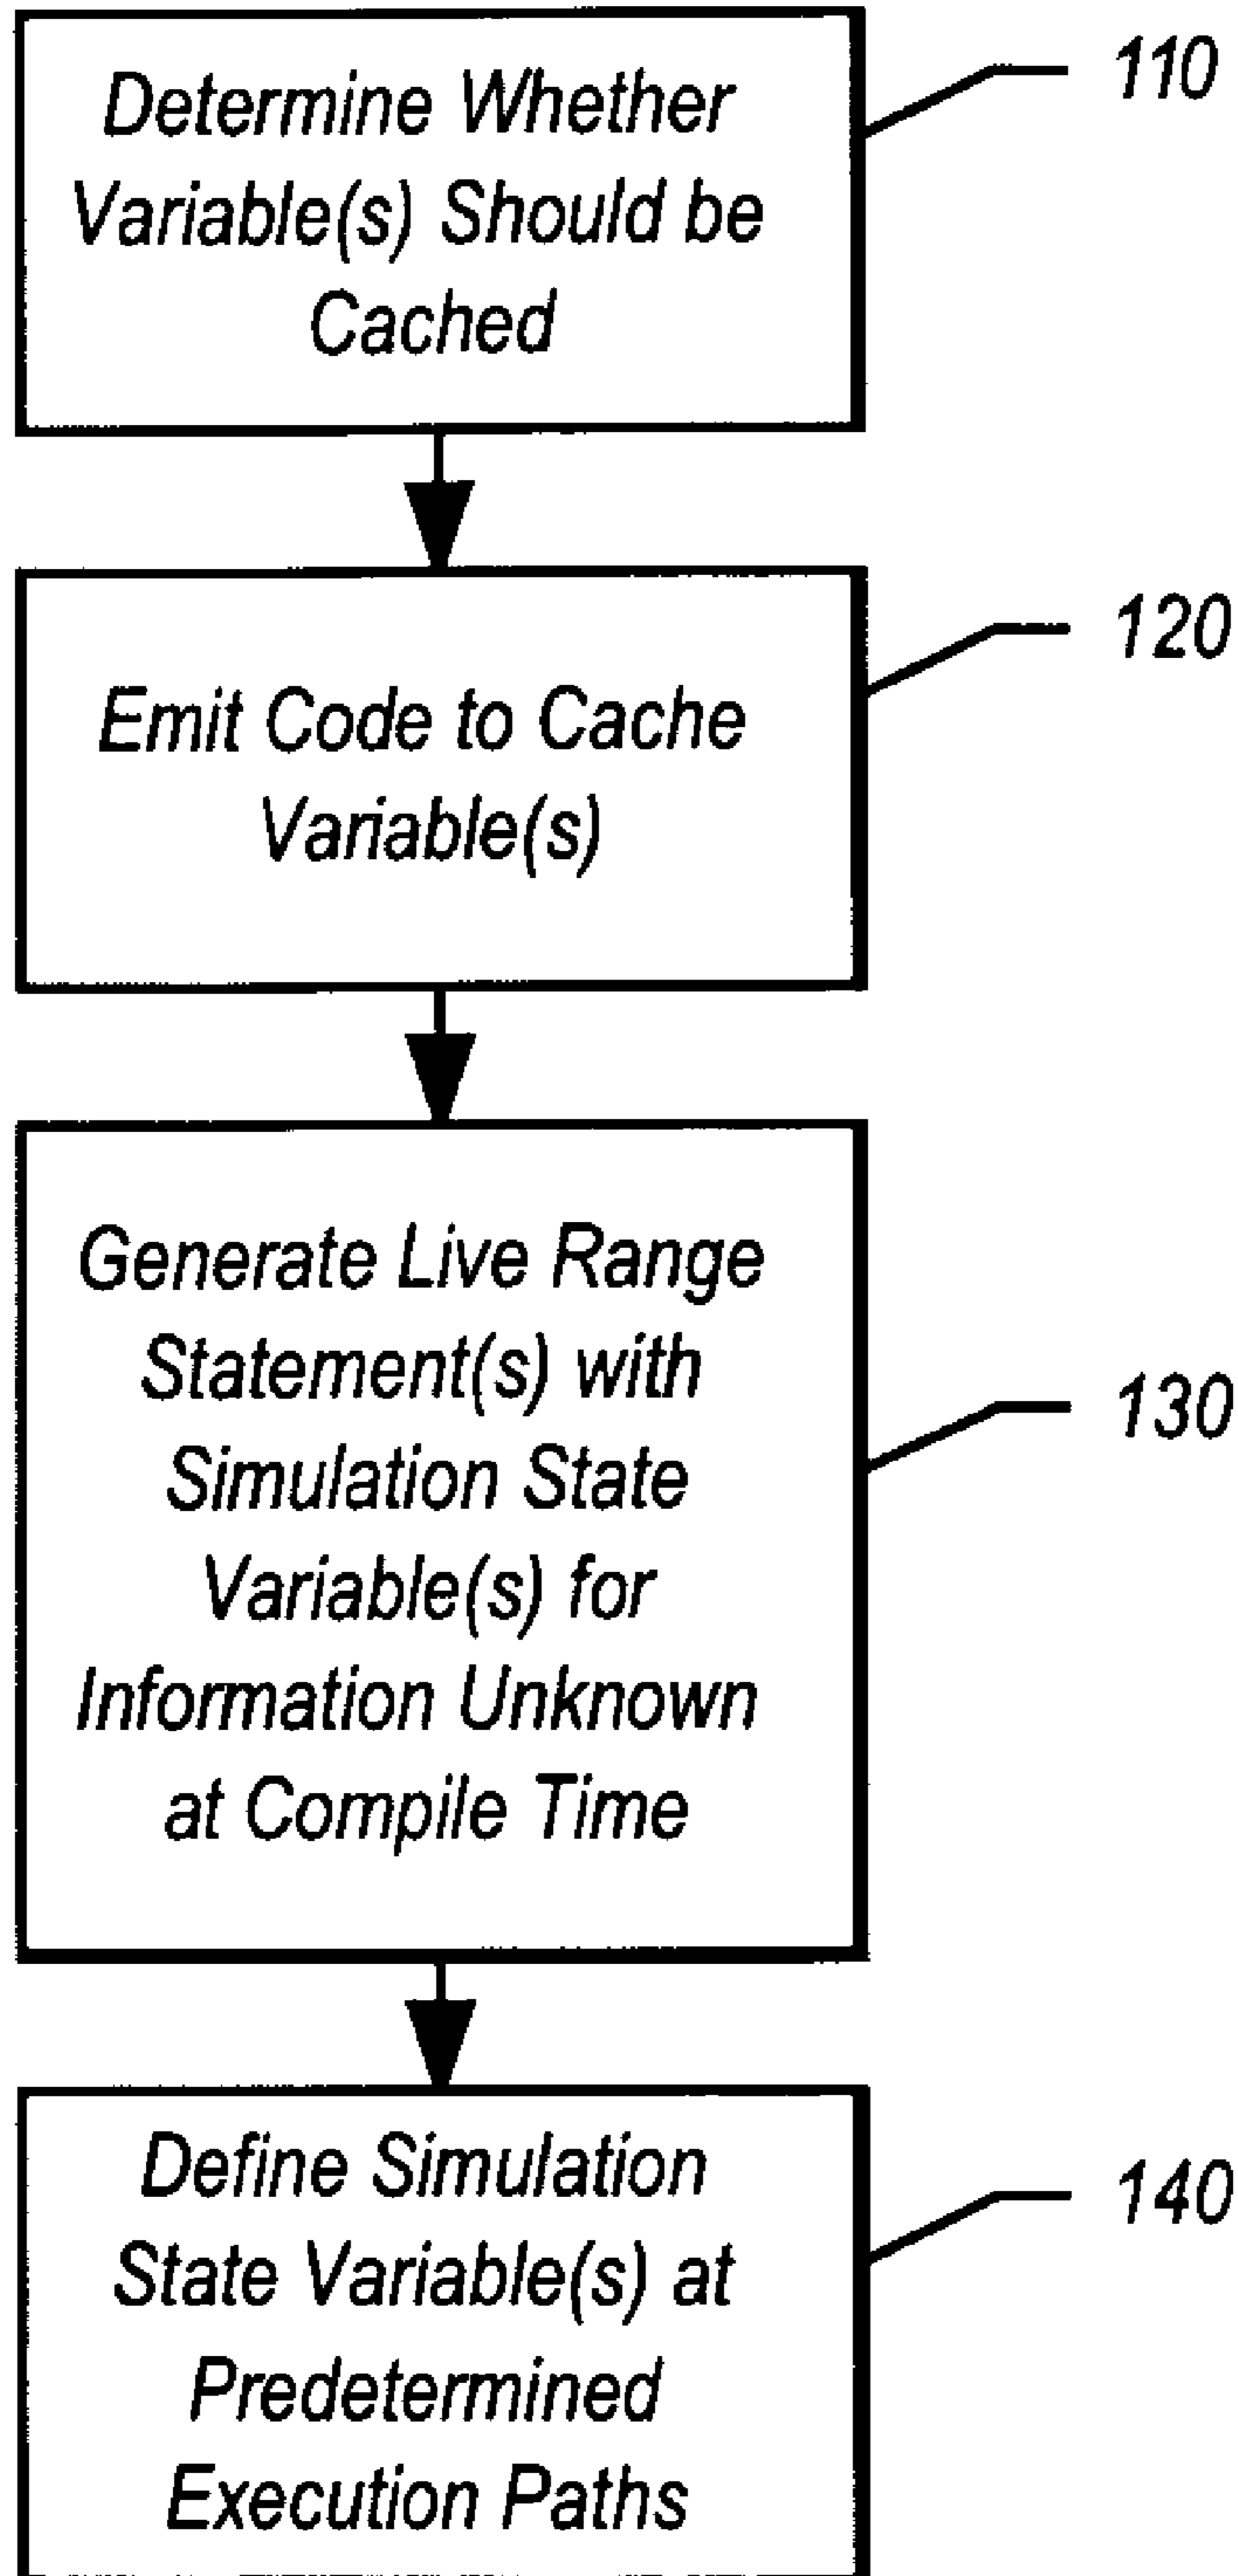 Determine Whether
Variable(s) Should be
Cached
110
Emit Code to Cache
Variable(s)
120
Generate Live Range
Statement(s) with
Simulation State
Variable(s) for
Information Unknown
at Compile Time
130
Define Simulation
State Variable(s) at
Predetermined
Execution Paths
140